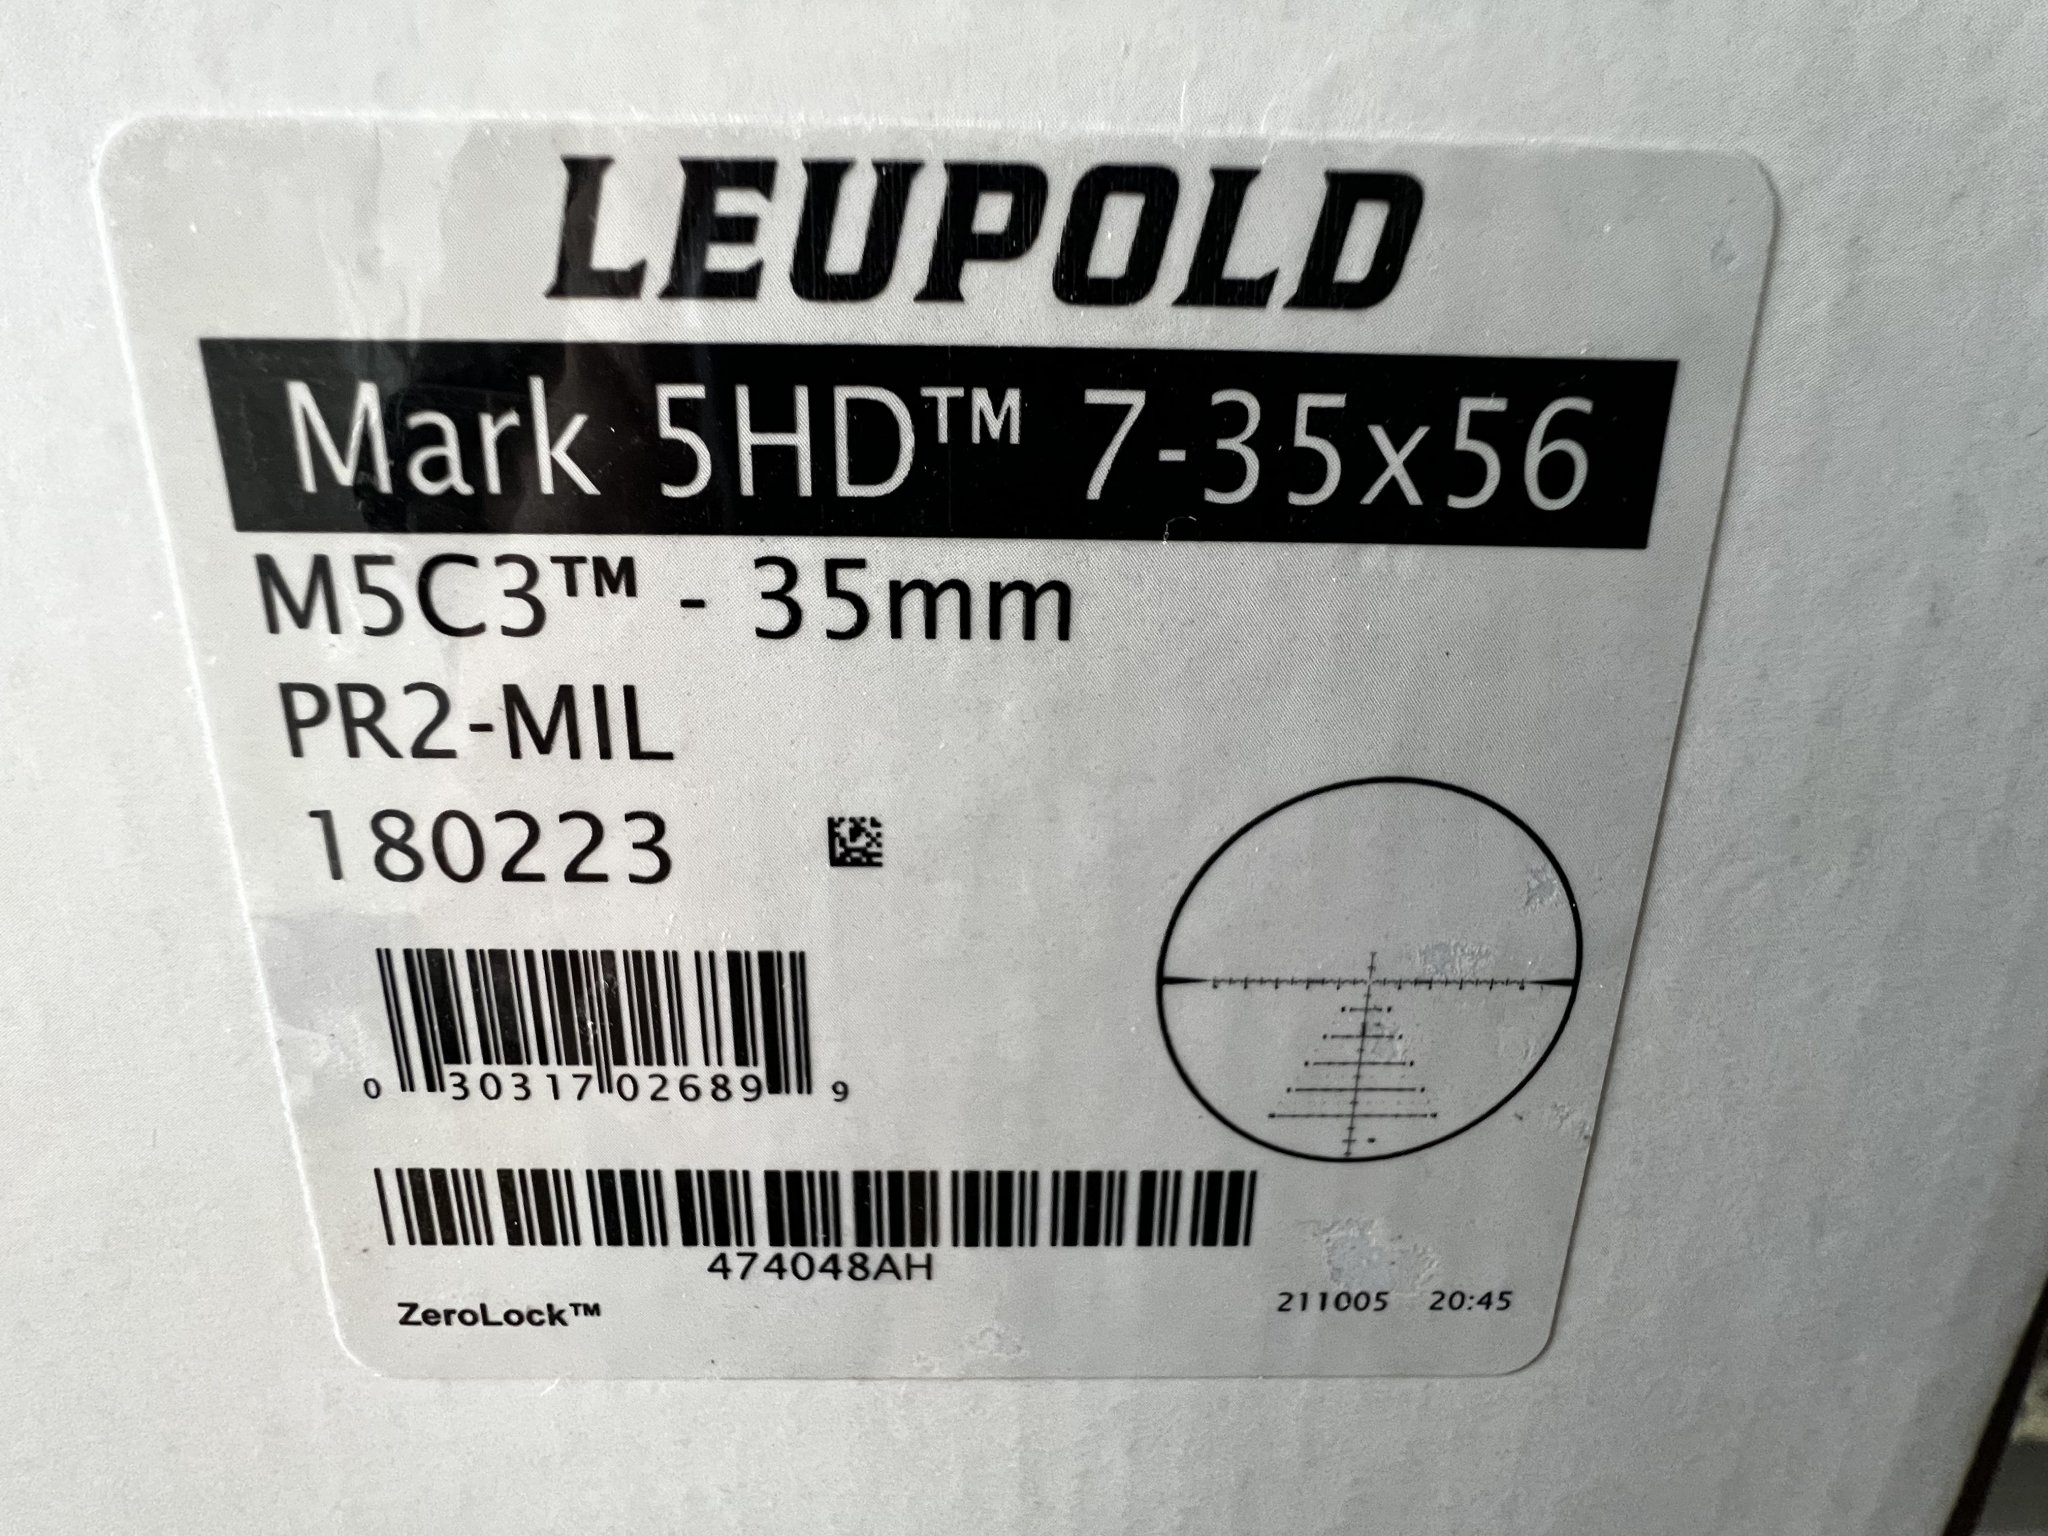 LEUPOLD
Mark 5HD™ 7-35x56
M5C3™ - 35mm
PR2-MIL
180223
0 30317 02689 9
474048AH
ZeroLock™ 211005 20:45